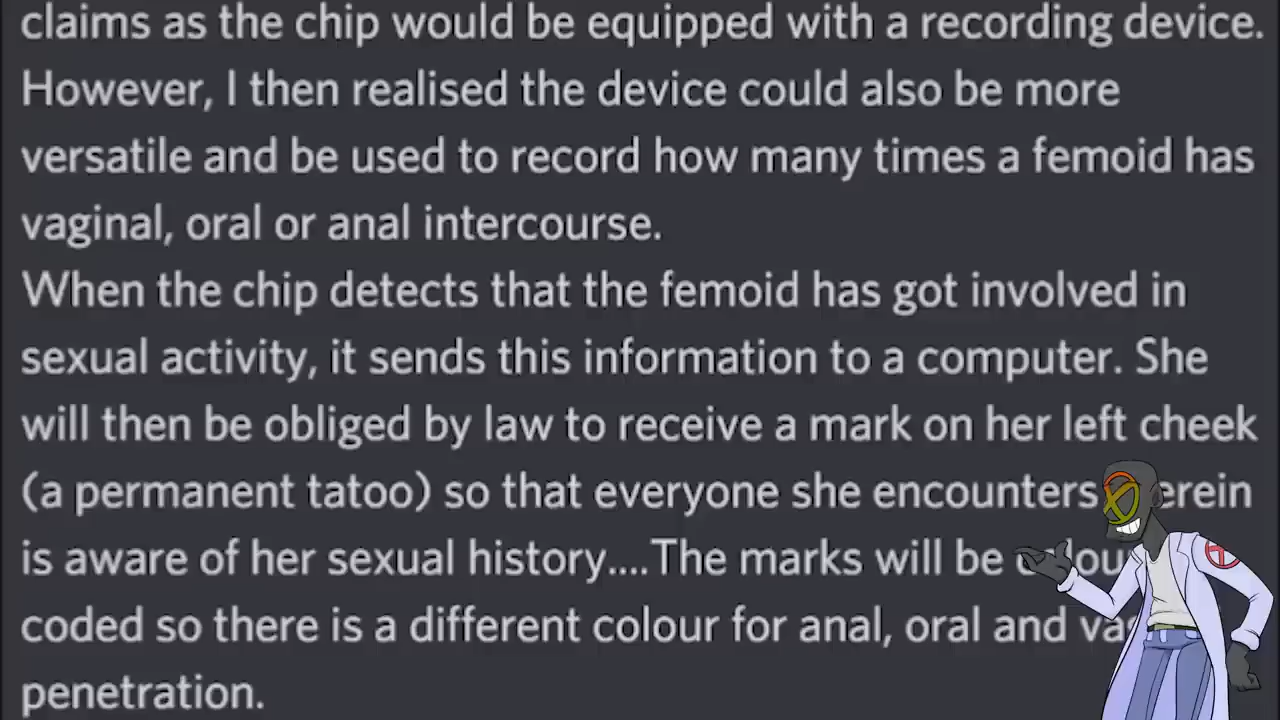 claims as the chip would be equipped with a recording device.
However, I then realised the device could also be more
versatile and be used to record how many times a femoid has
vaginal, oral or anal intercourse.
When the chip detects that the femoid has got involved in
sexual activity, it sends this information to a computer. She
will then be obliged by law to receive a mark on her left cheek
(a permanent tatoo) so that everyone she encounters
is aware of her sexual history....The marks will be
coded so there is a different colour for anal, oral and
penetration.